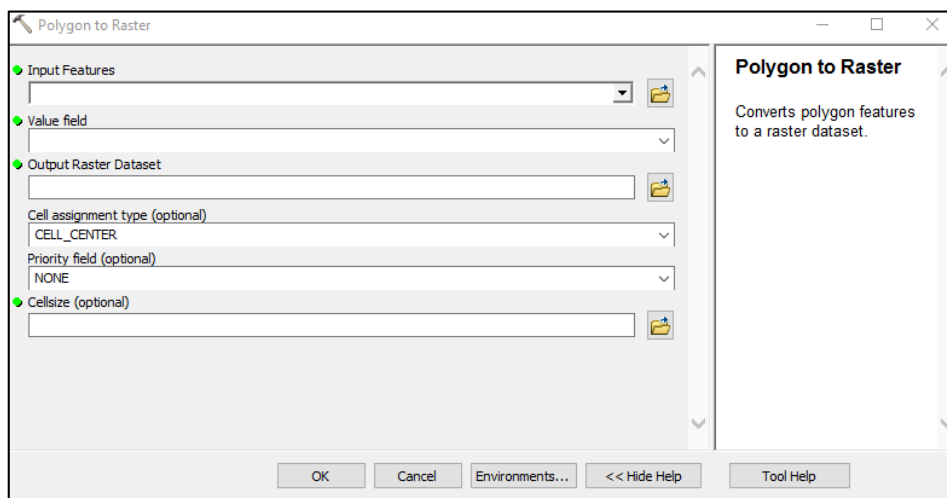 Polygon to Raster
Input Features
Value field
Output Raster Dataset
Cell assignment type (optional)
CELL_CENTER
Priority field (optional)
NONE
Cellsize (optional)
OK
Cancel
Environments...
<< Hide Help
Polygon to Raster
Converts polygon features
to a raster dataset.
Tool Help